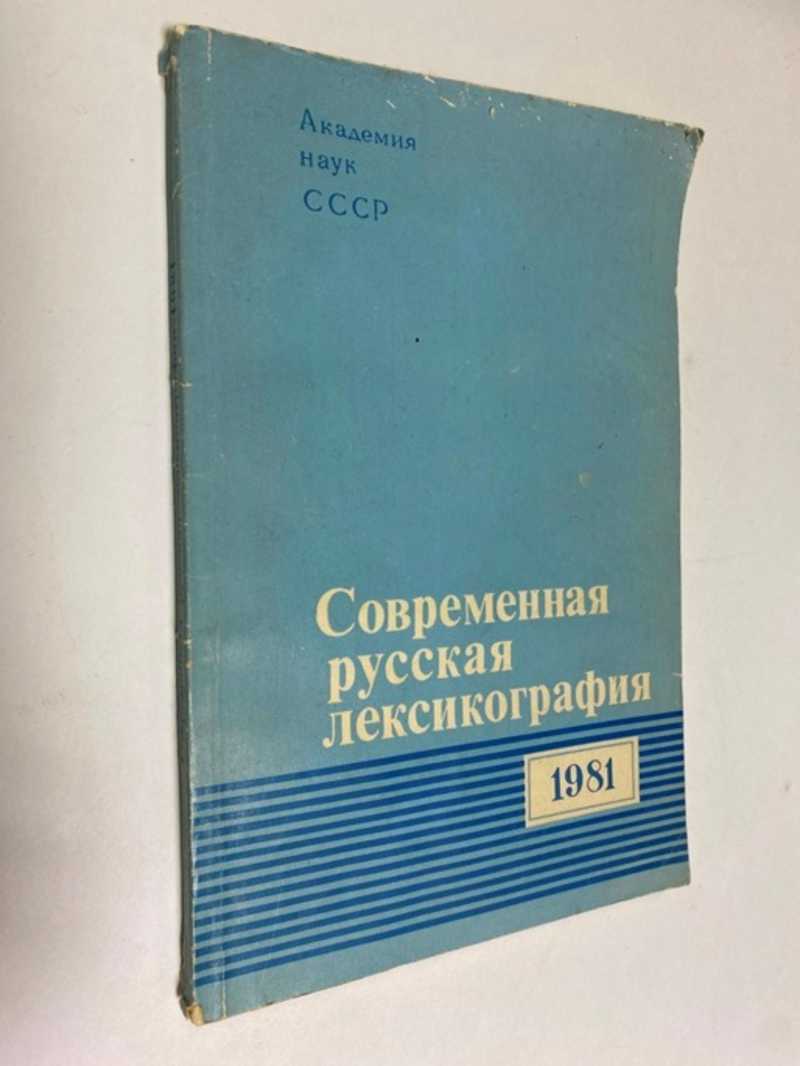 Академия
наук
СССР
Современная
русская
лексикография
1981